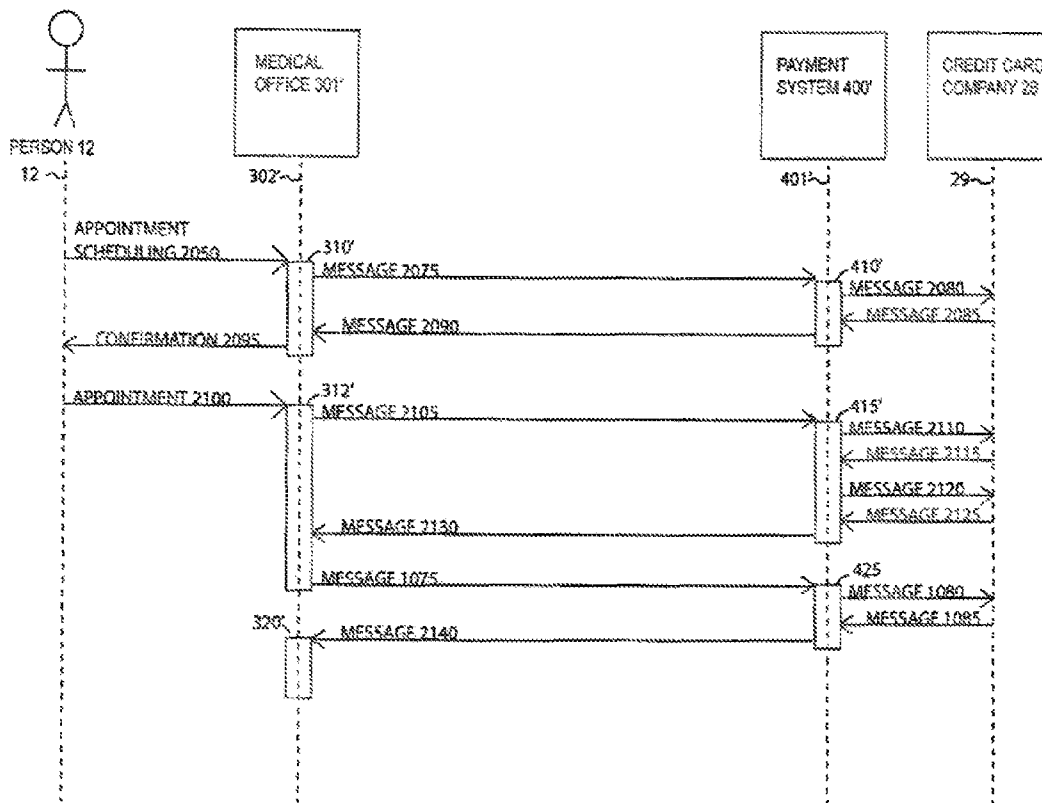 MEDICAL
OFFICE 301'
PAYMENT
SYSTEM 400'
CREDIT CARD
COMPANY 28
PERSON 12
12
302'
401'
29
APPOINTMENT
SCHEDULING 2050
310'
MESSAGE 2075
410'
MESSAGE 2080
MESSAGE 2085
MESSAGE 2090
CONFIRMATION 2095
APPOINTMENT 2100
312'
MESSAGE 2105
415'
MESSAGE 2110
MESSAGE 2115
MESSAGE 2120
MESSAGE 2125
MESSAGE 2130
MESSAGE 1075
425
MESSAGE 1080
MESSAGE 1085
320'
MESSAGE 2140